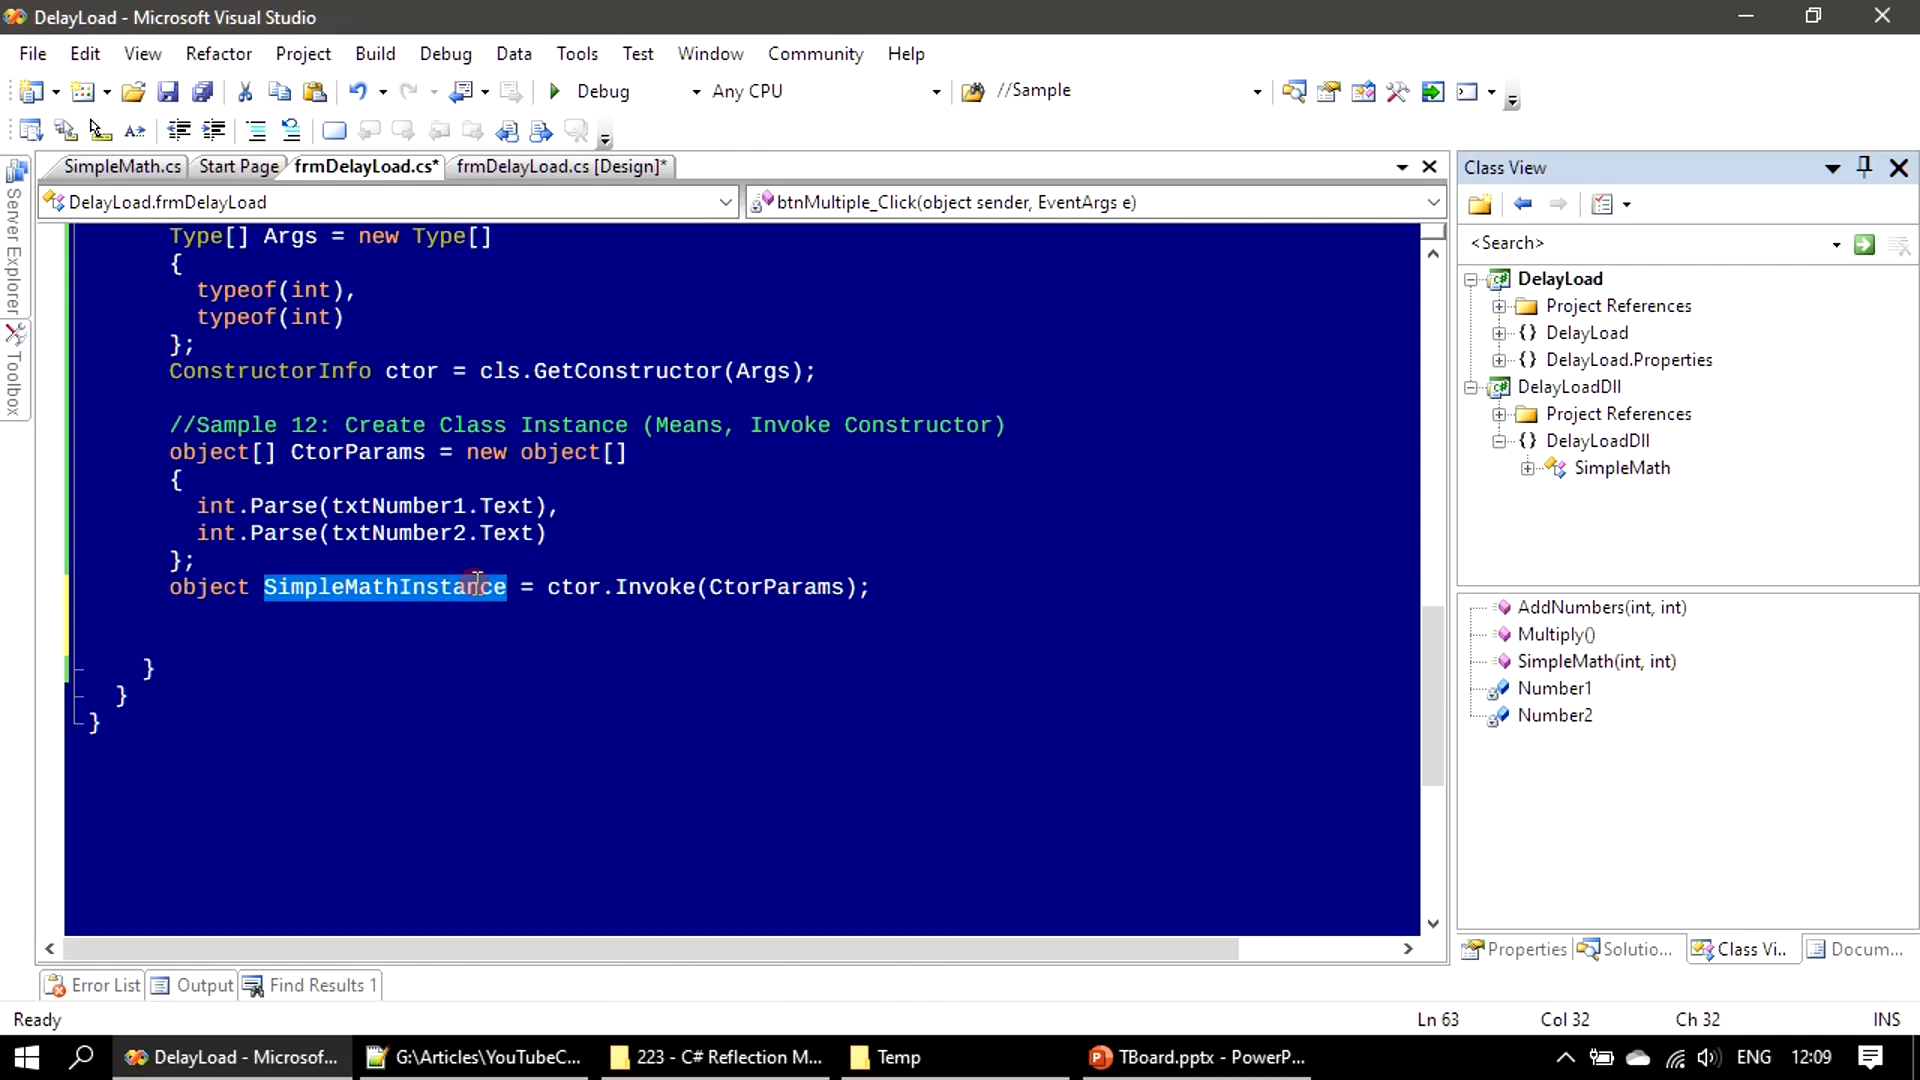 DelayLoad - Microsoft Visual Studio
File Edit View Refactor Project Build Debug Data Tools Test Window Community Help
Debug Any CPU //Sample
SimpleMath.cs Start Page frmDelayLoad.cs* frmDelayLoad.cs [Design]*
DelayLoad.frmDelayLoad btnMultiple_Click(object sender, EventArgs e)
Type[] Args = new Type[]
{
typeof(int),
typeof(int)
};
ConstructorInfo ctor = cls.GetConstructor(Args);
//Sample 12: Create Class Instance (Means, Invoke Constructor)
object[] CtorParams = new object[]
{
int.Parse(txtNumber1.Text),
int.Parse(txtNumber2.Text)
};
object SimpleMathInstance = ctor.Invoke(CtorParams);
}
}
}
Server Explorer
Toolbox
Class View
<Search>
DelayLoad
Project References
{} DelayLoad
{} DelayLoad.Properties
DelayLoadDll
Project References
{} DelayLoadDll
SimpleMath
AddNumbers(int, int)
Multiply()
SimpleMath(int, int)
Number1
Number2
Properties Solutio... Class Vi... Docum...
Error List Output Find Results 1
Ready Ln 63 Col 32 Ch 32 INS
DelayLoad - Microsof... G:\Articles\YouTubeC... 223 - C# Reflection M... Temp TBoard.pptx - PowerP... ENG 12:09